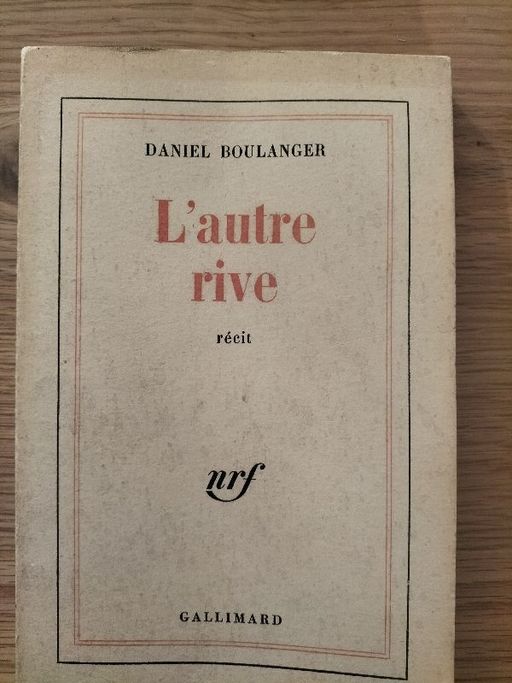 DANIEL BOULANGER
L'autre
rive
récit
nrf
GALLIMARD